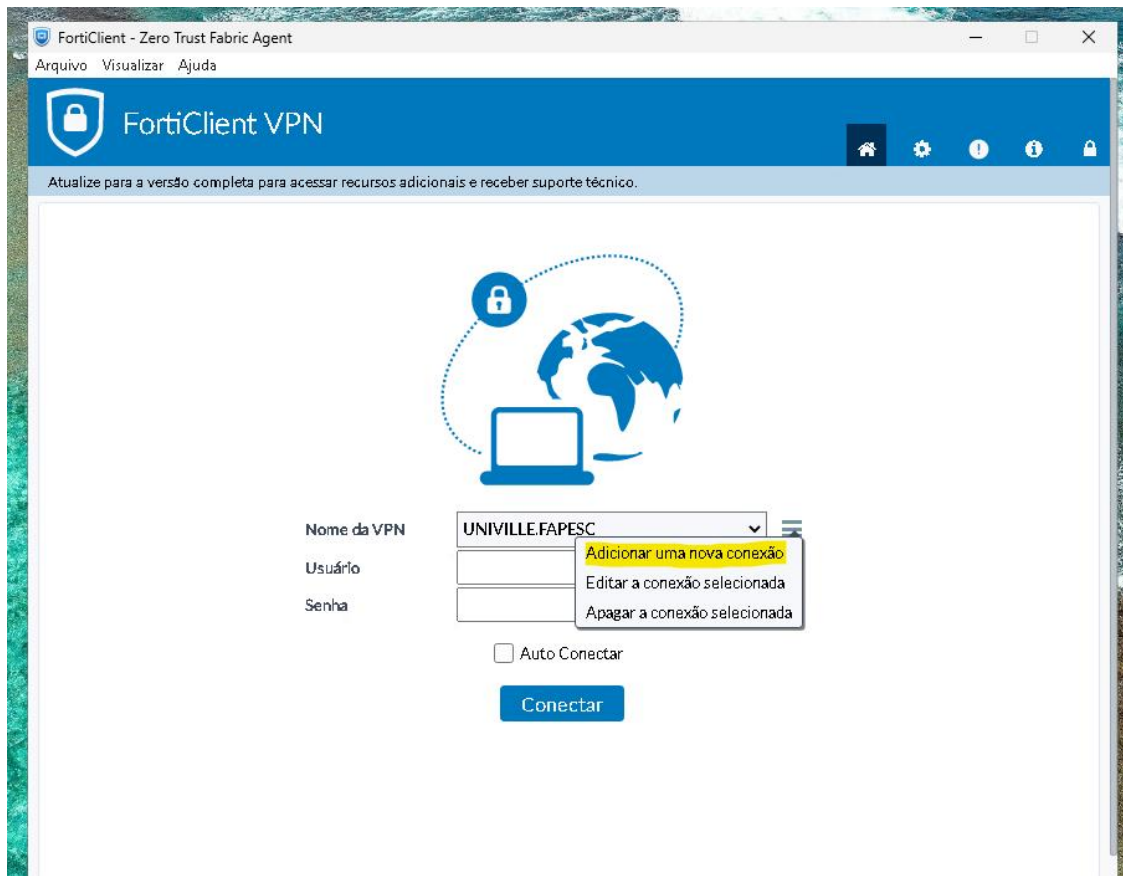 FortiClient - Zero Trust Fabric Agent
Arquivo Visualizar Ajuda
FortiClient VPN
Atualize para a versão completa para acessar recursos adicionais e receber suporte técnico.
Nome da VPN UNIVILLE.FAPESC
Adicionar uma nova conexão
Usuário
Editar a conexão selecionada
Senha
Apagar a conexão selecionada
Auto Conectar
Conectar